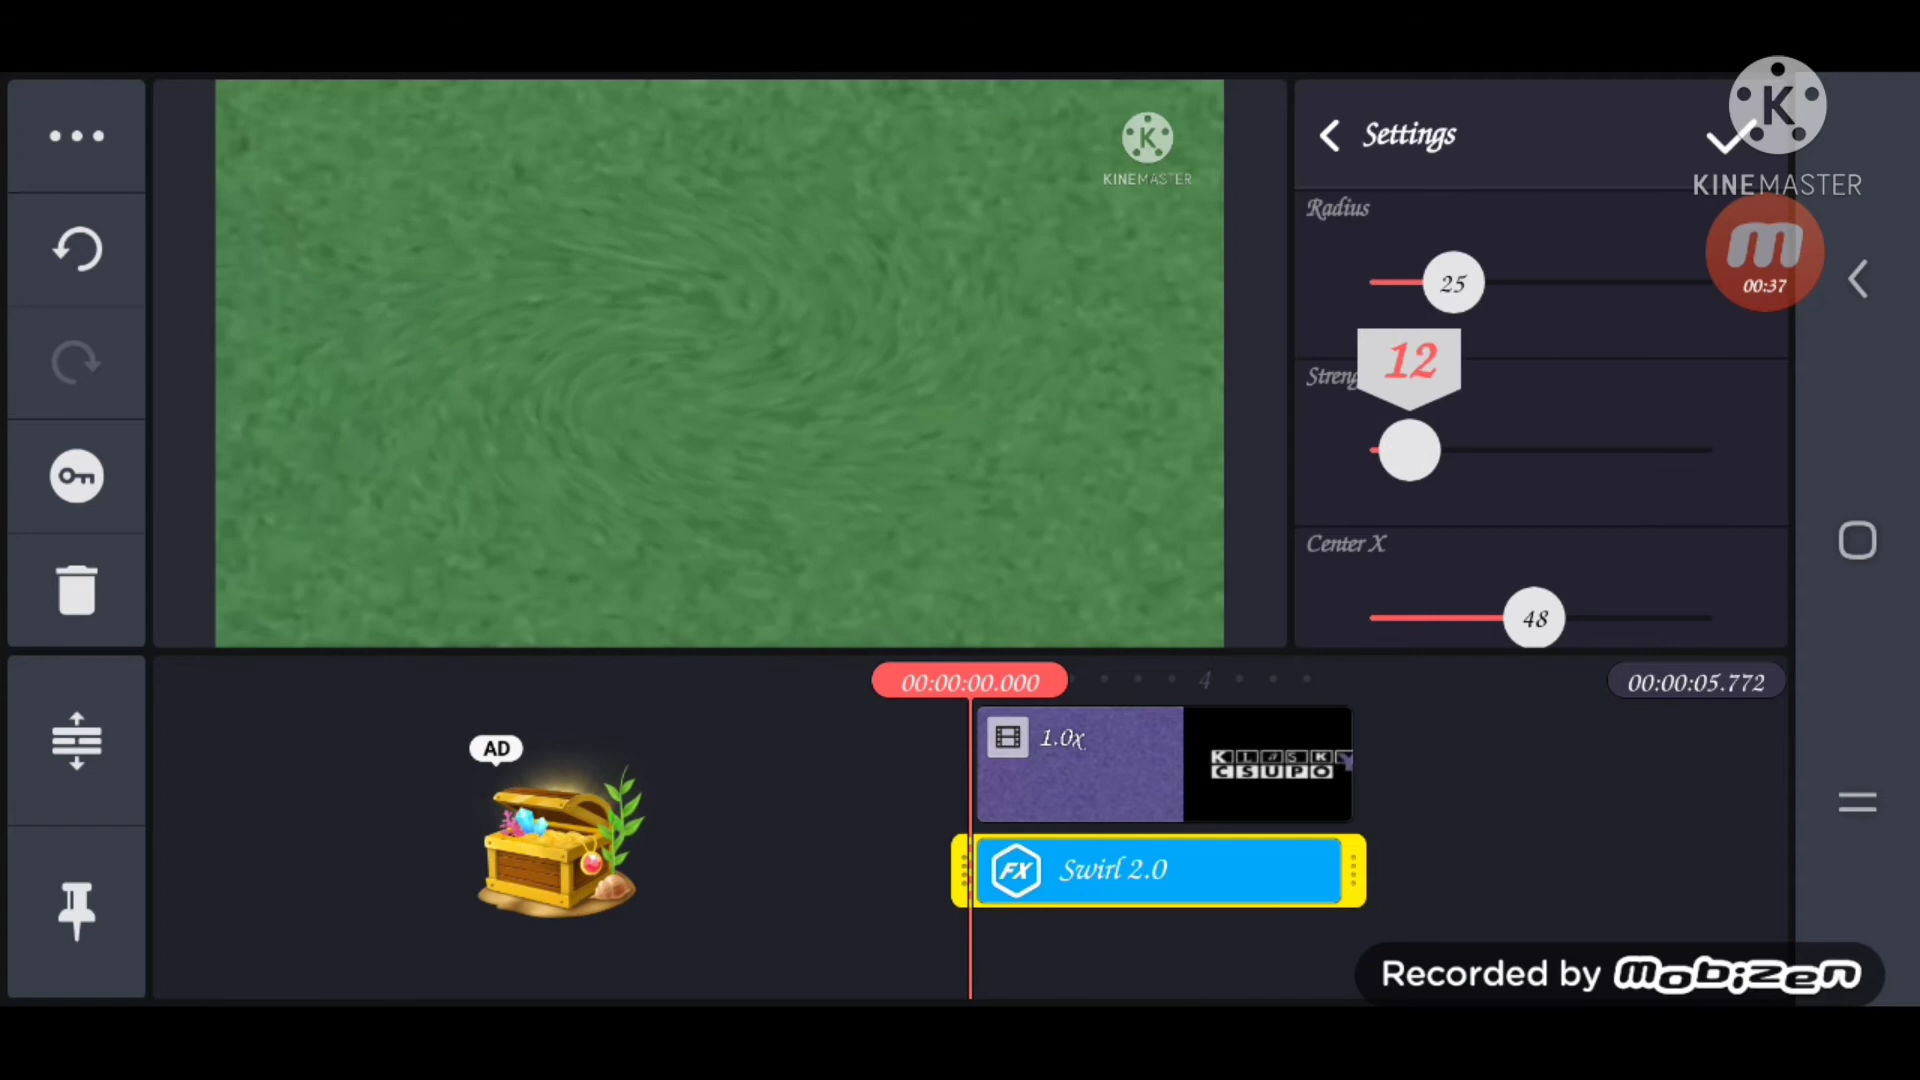 K
KINEMASTER
Settings
K
KINEMASTER
Radius
25
m
00:37
12
Streng
Center X
48
00:00:00.000
4
00:00:05.772
AD
1.0x
KLASKY
CSUPO
FX
Swirl 2.0
Recorded by mobizen